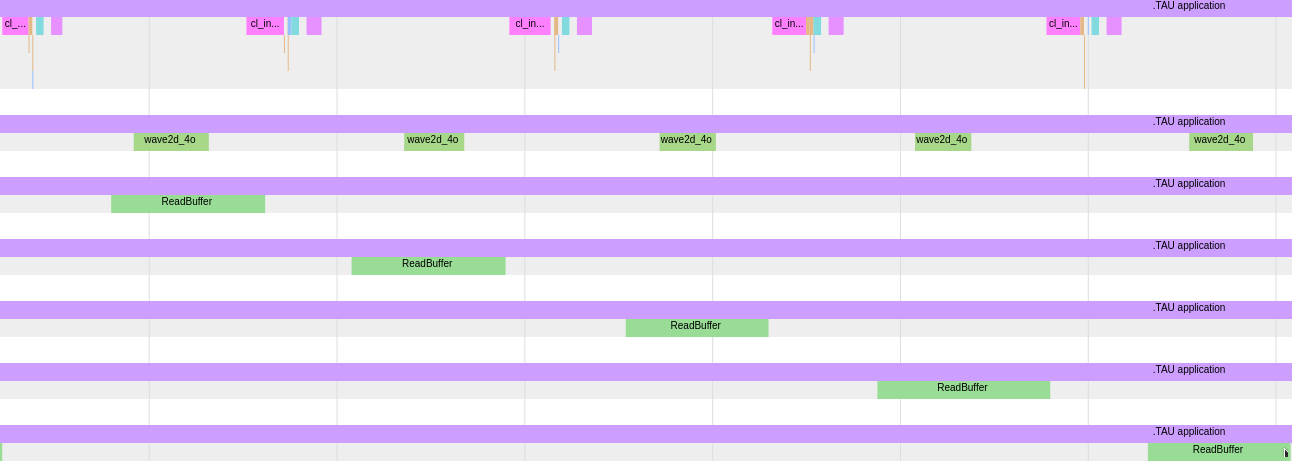 .TAU application
cl_... cl_in... cl_in... cl_in... cl_in...
.TAU application
wave2d_4o wave2d_4o wave2d_4o wave2d_4o wave2d_4o
.TAU application
ReadBuffer
.TAU application
ReadBuffer
.TAU application
ReadBuffer
.TAU application
ReadBuffer
.TAU application
ReadBuffer